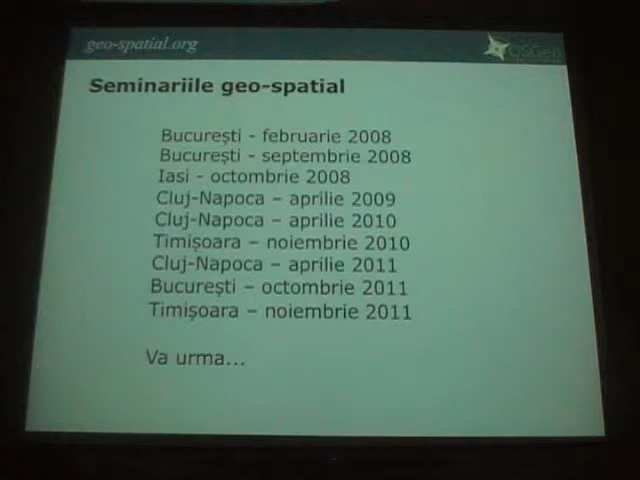 geo-spatial.org
OSGeo
Seminariile geo-spatial
București - februarie 2008
București - septembrie 2008
Iasi - octombrie 2008
Cluj-Napoca – aprilie 2009
Cluj-Napoca – aprilie 2010
Timișoara – noiembrie 2010
Cluj-Napoca – aprilie 2011
București – octombrie 2011
Timișoara – noiembrie 2011
Va urma...